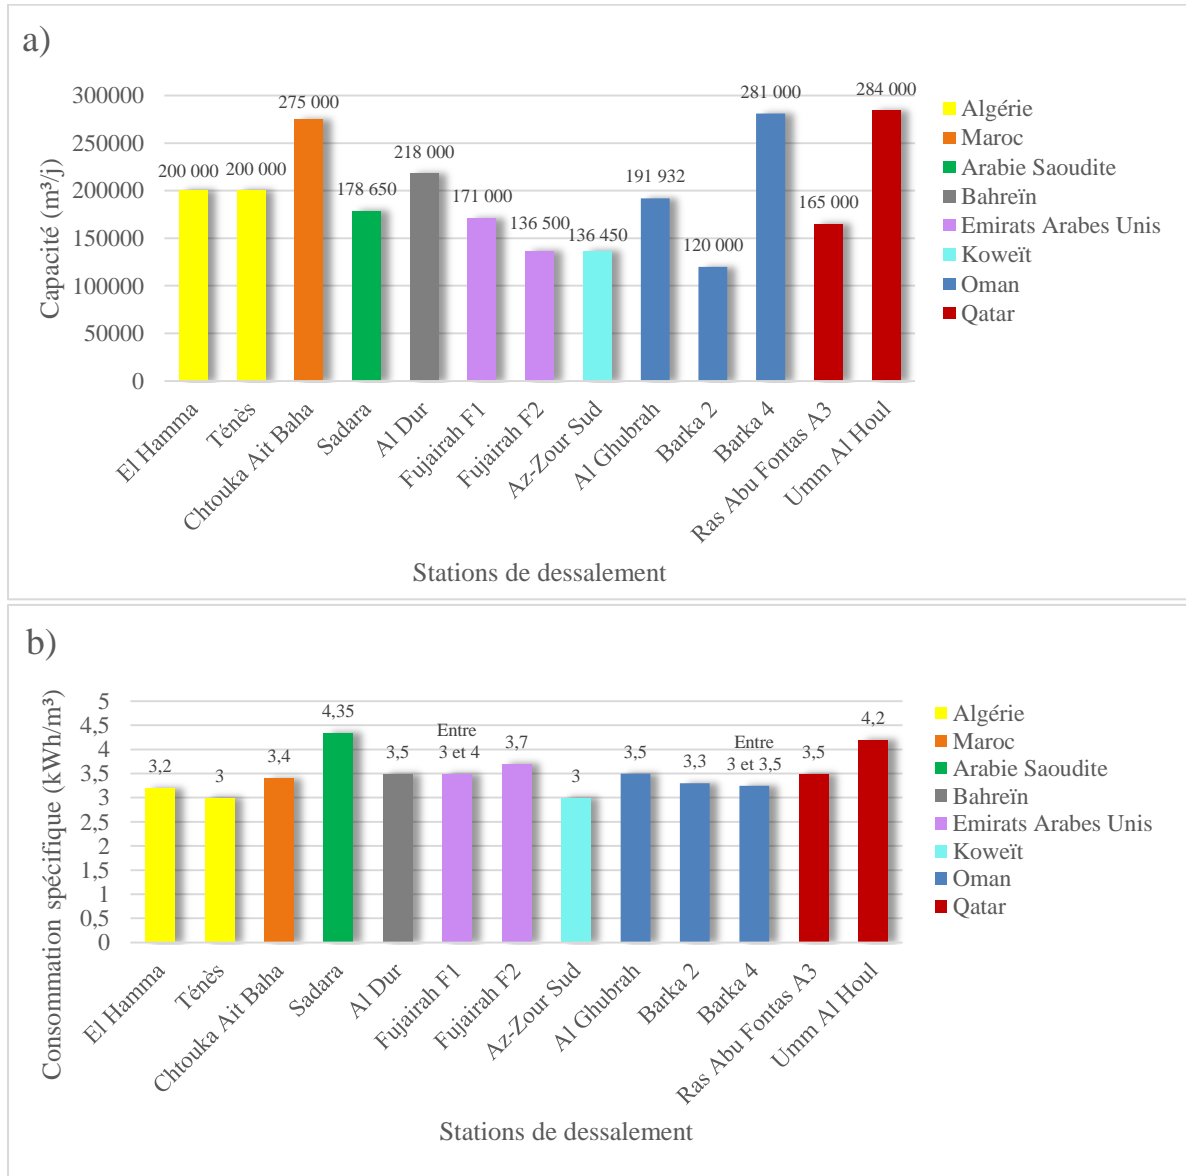 a)
Capacité (m³/j)
300000
250000
200000
150000
100000
50000
0
200 000
200 000
275 000
178 650
218 000
171 000
136 500
136 450
191 932
120 000
281 000
165 000
284 000
El Hamma
Ténès
Chtouka Ait Baha
Sadara
Al Dur
Fujairah F1
Fujairah F2
Az-Zour Sud
Al Ghubrah
Barka 2
Barka 4
Ras Abu Fontas A3
Umm Al Houl
Stations de dessalement
Algérie
Maroc
Arabie Saoudite
Bahreïn
Emirats Arabes Unis
Koweït
Oman
Qatar
b)
Consommation spécifique (kWh/m³)
5
4,5
4
3,5
3
2,5
2
1,5
1
0,5
0
3,2
3
3,4
4,35
3,5
Entre
3 et 4
3,7
3
3,5
3,3
Entre
3 et 3,5
3,5
4,2
El Hamma
Ténès
Chtouka Ait Baha
Sadara
Al Dur
Fujairah F1
Fujairah F2
Az-Zour Sud
Al Ghubrah
Barka 2
Barka 4
Ras Abu Fontas A3
Umm Al Houl
Stations de dessalement
Algérie
Maroc
Arabie Saoudite
Bahreïn
Emirats Arabes Unis
Koweït
Oman
Qatar